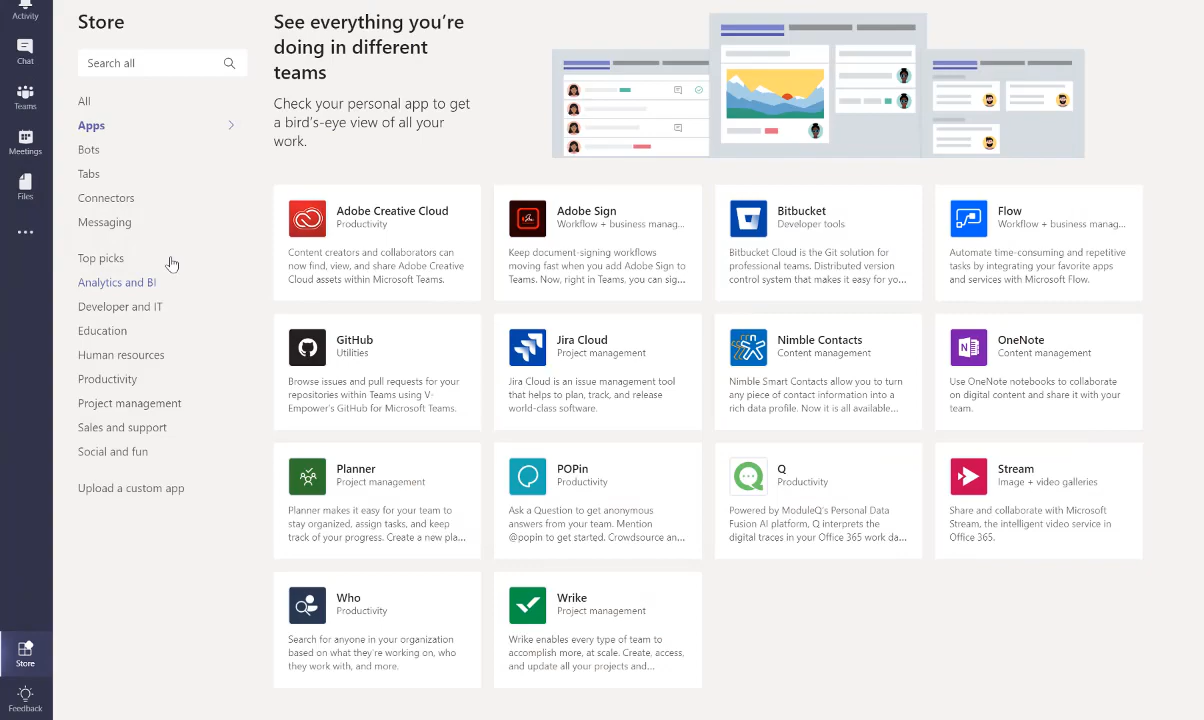 Activity
Chat
Teams
Meetings
Files
Store
Feedback
Store
Search all
All
Apps
Bots
Tabs
Connectors
Messaging
Top picks
Analytics and BI
Developer and IT
Education
Human resources
Productivity
Project management
Sales and support
Social and fun
Upload a custom app
See everything you're
doing in different
teams
Check your personal app to get
a bird's-eye view of all your
work.
Adobe Creative Cloud
Productivity
Content creators and collaborators can
now find, view, and share Adobe Creative
Cloud assets within Microsoft Teams.
Adobe Sign
Workflow + business manag...
Keep document-signing workflows
moving fast when you add Adobe Sign to
Teams. Now, right in Teams, you can sig...
Bitbucket
Developer tools
Bitbucket Cloud is the Git solution for
professional teams. Distributed version
control system that makes it easy for yo...
Flow
Workflow + business manag...
Automate time-consuming and repetitive
tasks by integrating your favorite apps
and services with Microsoft Flow.
GitHub
Utilities
Browse issues and pull requests for your
repositories within Teams using V-
Empower's GitHub for Microsoft Teams.
Jira Cloud
Project management
Jira Cloud is an issue management tool
that helps to plan, track, and release
world-class software.
Nimble Contacts
Content management
Nimble Smart Contacts allow you to turn
any piece of contact information into a
rich data profile. Now it is all available...
OneNote
Content management
Use OneNote notebooks to collaborate
on digital content and share it with your
team.
Planner
Project management
Planner makes it easy for your team to
stay organized, assign tasks, and keep
track of your progress. Create a new pla...
POPin
Productivity
Ask a Question to get anonymous
answers from your team. Mention
@popin to get started. Crowdsource an...
Q
Productivity
Powered by ModuleQ's Personal Data
Fusion AI platform, Q interprets the
digital traces in your Office 365 work da...
Stream
Image + video galleries
Share and collaborate with Microsoft
Stream, the intelligent video service in
Office 365.
Who
Productivity
Search for anyone in your organization
based on what they're working on, who
they work with, and more.
Wrike
Project management
Wrike enables every type of team to
accomplish more, at scale. Create, access,
and update all your projects and...